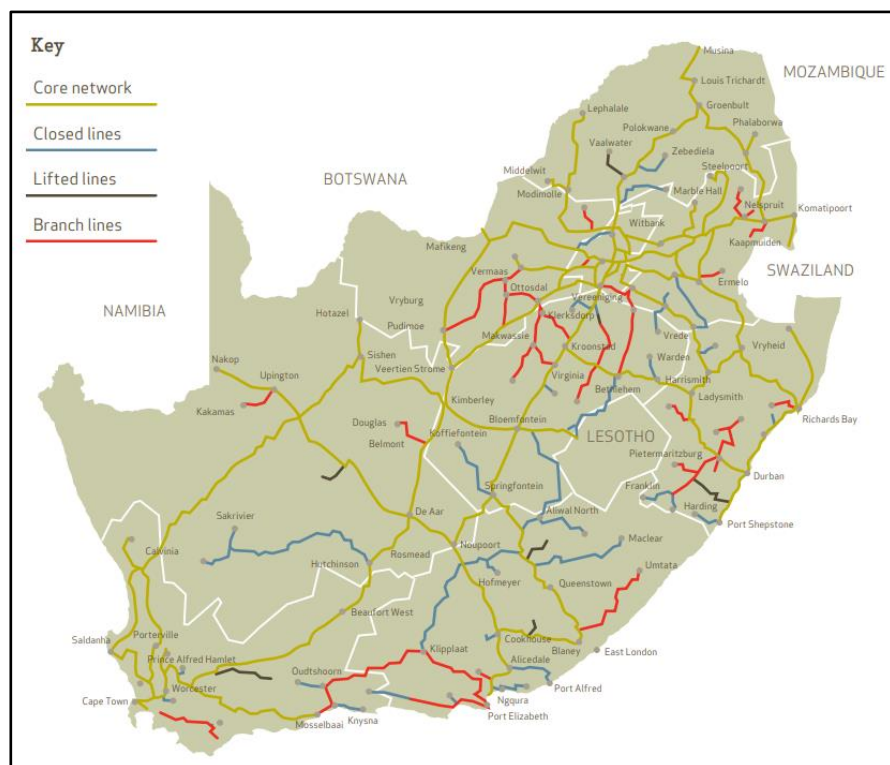 Key
Core network
Closed lines
Lifted lines
Branch lines
Musina
MOZAMBIQUE
Louis Trichardt
Lephalale
Groenbult
Polokwane
Phalaborwa
Vaalwater
Zebediela
Steelpoort
Middelwit
BOTSWANA
Modimolle
Marble Hall
Nelspruit
Komatipoort
Witbank
Kaapmuiden
Mafikeng
SWAZILAND
Vermaas
Ermelo
Ottosdal
Vryburg
Vereeniging
NAMIBIA
Hotazel
Klerksdorp
Pudimoe
Makwassie
Vrede
Kroonstad
Vryheid
Nakop
Sishen
Veertien Strome
Warden
Upington
Virginia
Bethlehem
Harrismith
Kimberley
Ladysmith
Kakamas
Douglas
Bloemfontein
Richards Bay
Koffiefontein
LESOTHO
Belmont
Pietermaritzburg
Durban
Springfontein
Franklin
Sakrivier
De Aar
Aliwal North
Harding
Port Shepstone
Maclear
Calvinia
Noupoort
Hutchinson
Rosmead
Umtata
Hofmeyer
Queenstown
Beaufort West
Saldanha
Porterville
Cookhouse
Klipplaat
Blaney
East London
Prince Alfred Hamlet
Oudtshoorn
Alicedale
Worcester
Port Alfred
Cape Town
Ngqura
Knysna
Mosselbaai
Port Elizabeth